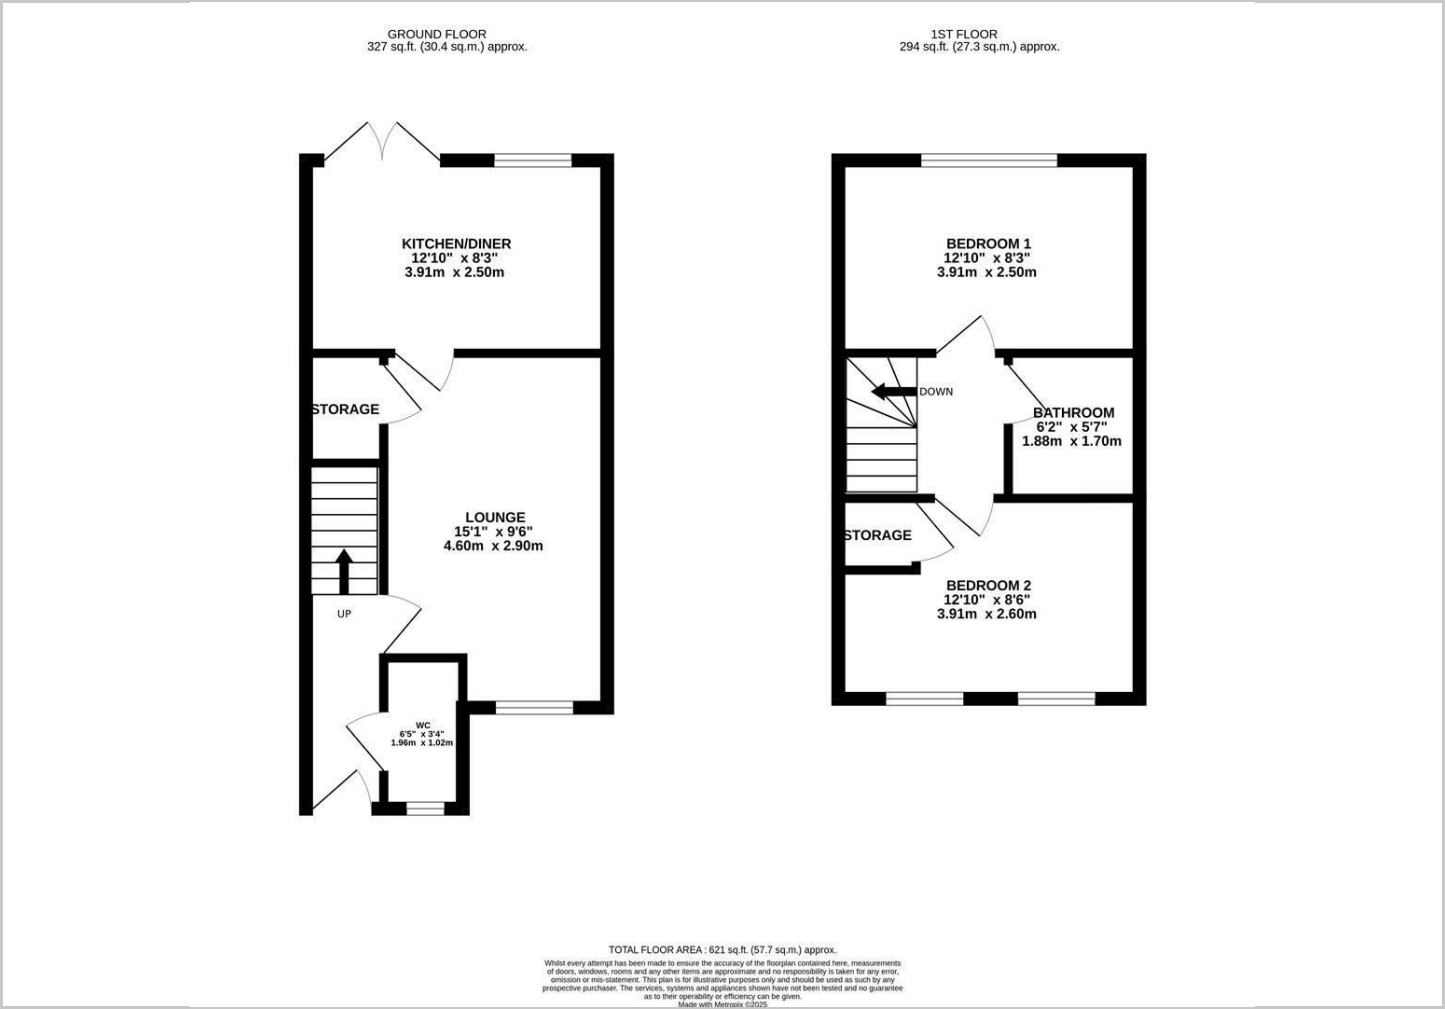 GROUND FLOOR
327 sq.ft. (30.4 sq.m.) approx.
1ST FLOOR
294 sq.ft. (27.3 sq.m.) approx.
KITCHEN/DINER
12'10" x 8'3"
3.91m x 2.50m
STORAGE
LOUNGE
15'1" x 9'6"
4.60m x 2.90m
UP
WC
6'5" x 3'4"
1.96m x 1.02m
BEDROOM 1
12'10" x 8'3"
3.91m x 2.50m
DOWN
BATHROOM
6'2" x 5'7"
1.88m x 1.70m
STORAGE
BEDROOM 2
12'10" x 8'6"
3.91m x 2.60m
TOTAL FLOOR AREA : 621 sq.ft. (57.7 sq.m.) approx.
Whilst every attempt has been made to ensure the accuracy of the floorplan contained here, measurements
of doors, windows, rooms and any other items are approximate and no responsibility is taken for any error,
omission or mis-statement. This plan is for illustrative purposes only and should be used as such by any
prospective purchaser. The services, systems and appliances shown have not been tested and no guarantee
as to their operability or efficiency can be given.
Made with Metropix ©2025